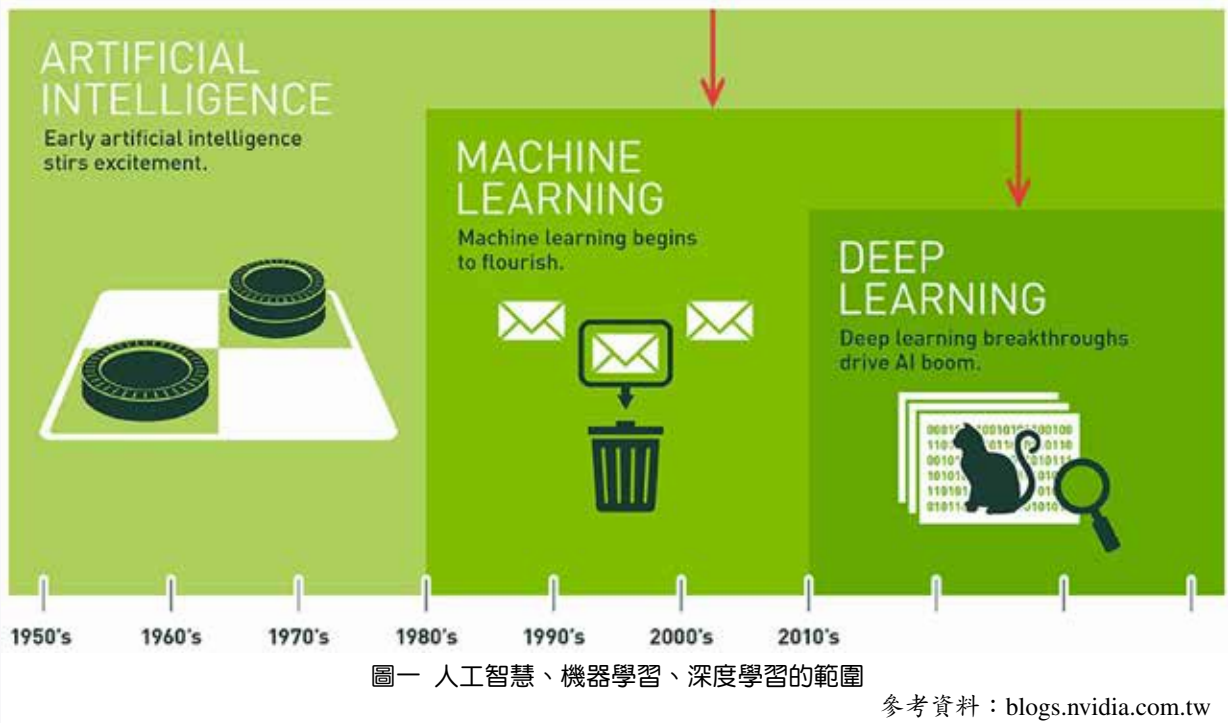 ARTIFICIAL
INTELLIGENCE
Early artificial intelligence
stirs excitement.
MACHINE
LEARNING
Machine learning begins
to flourish.
DEEP
LEARNING
Deep learning breakthroughs
drive AI boom.
1950's 1960's 1970's 1980's 1990's 2000's 2010's
圖一 人工智慧、機器學習、深度學習的範圍
參考資料：blogs.nvidia.com.tw